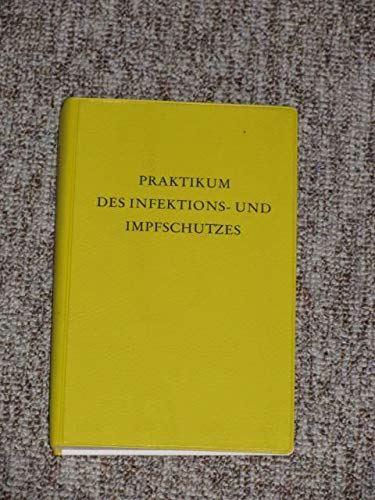 PRAKTIKUM
DES INFEKTIONS- UND
IMPFSCHUTZES